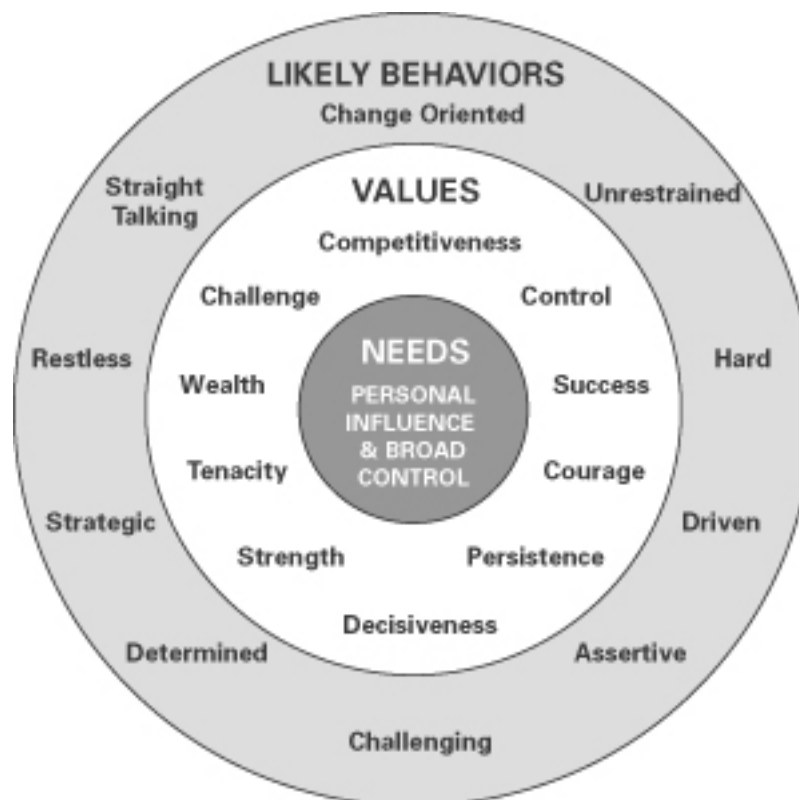 LIKELY BEHAVIORS
Change Oriented
Straight
Talking
Unrestrained
Restless
Hard
Strategic
Driven
Determined
Assertive
Challenging
VALUES
Competitiveness
Challenge
Control
Wealth
Success
Tenacity
Courage
Strength
Persistence
Decisiveness
NEEDS
PERSONAL
INFLUENCE
& BROAD
CONTROL